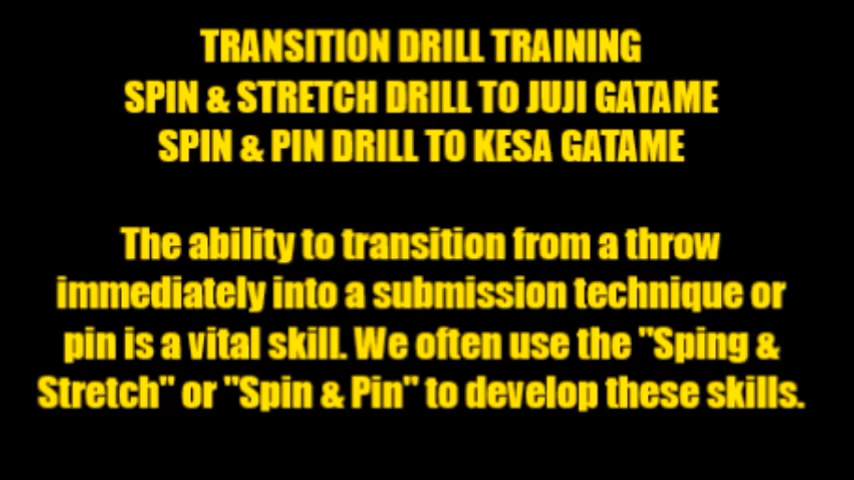 TRANSITION DRILL TRAINING
SPIN & STRETCH DRILL TO JUJI GATAME
SPIN & PIN DRILL TO KESA GATAME
The ability to transition from a throw
immediately into a submission technique or
pin is a vital skill. We often use the "Sping &
Stretch" or "Spin & Pin" to develop these skills.